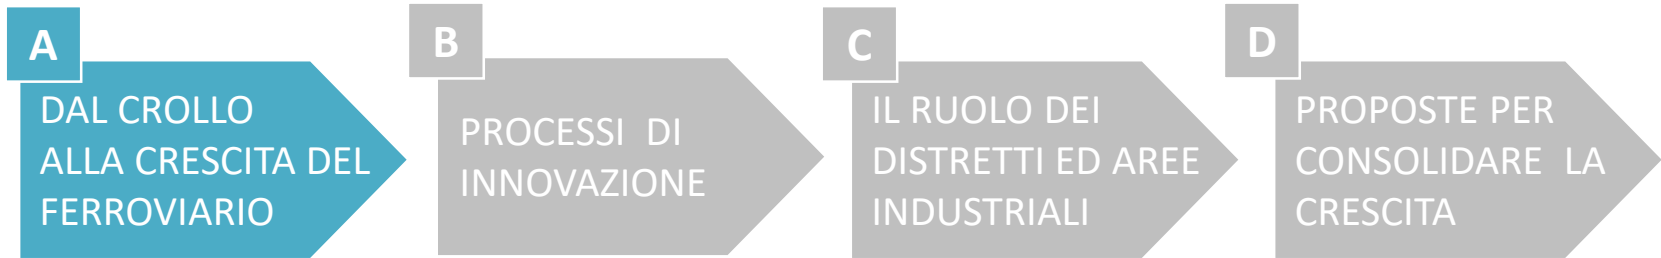 A
DAL CROLLO
ALLA CRESCITA DEL
FERROVIARIO
B
PROCESSI DI
INNOVAZIONE
C
IL RUOLO DEI
DISTRETTI ED AREE
INDUSTRIALI
D
PROPOSTE PER
CONSOLIDARE LA
CRESCITA